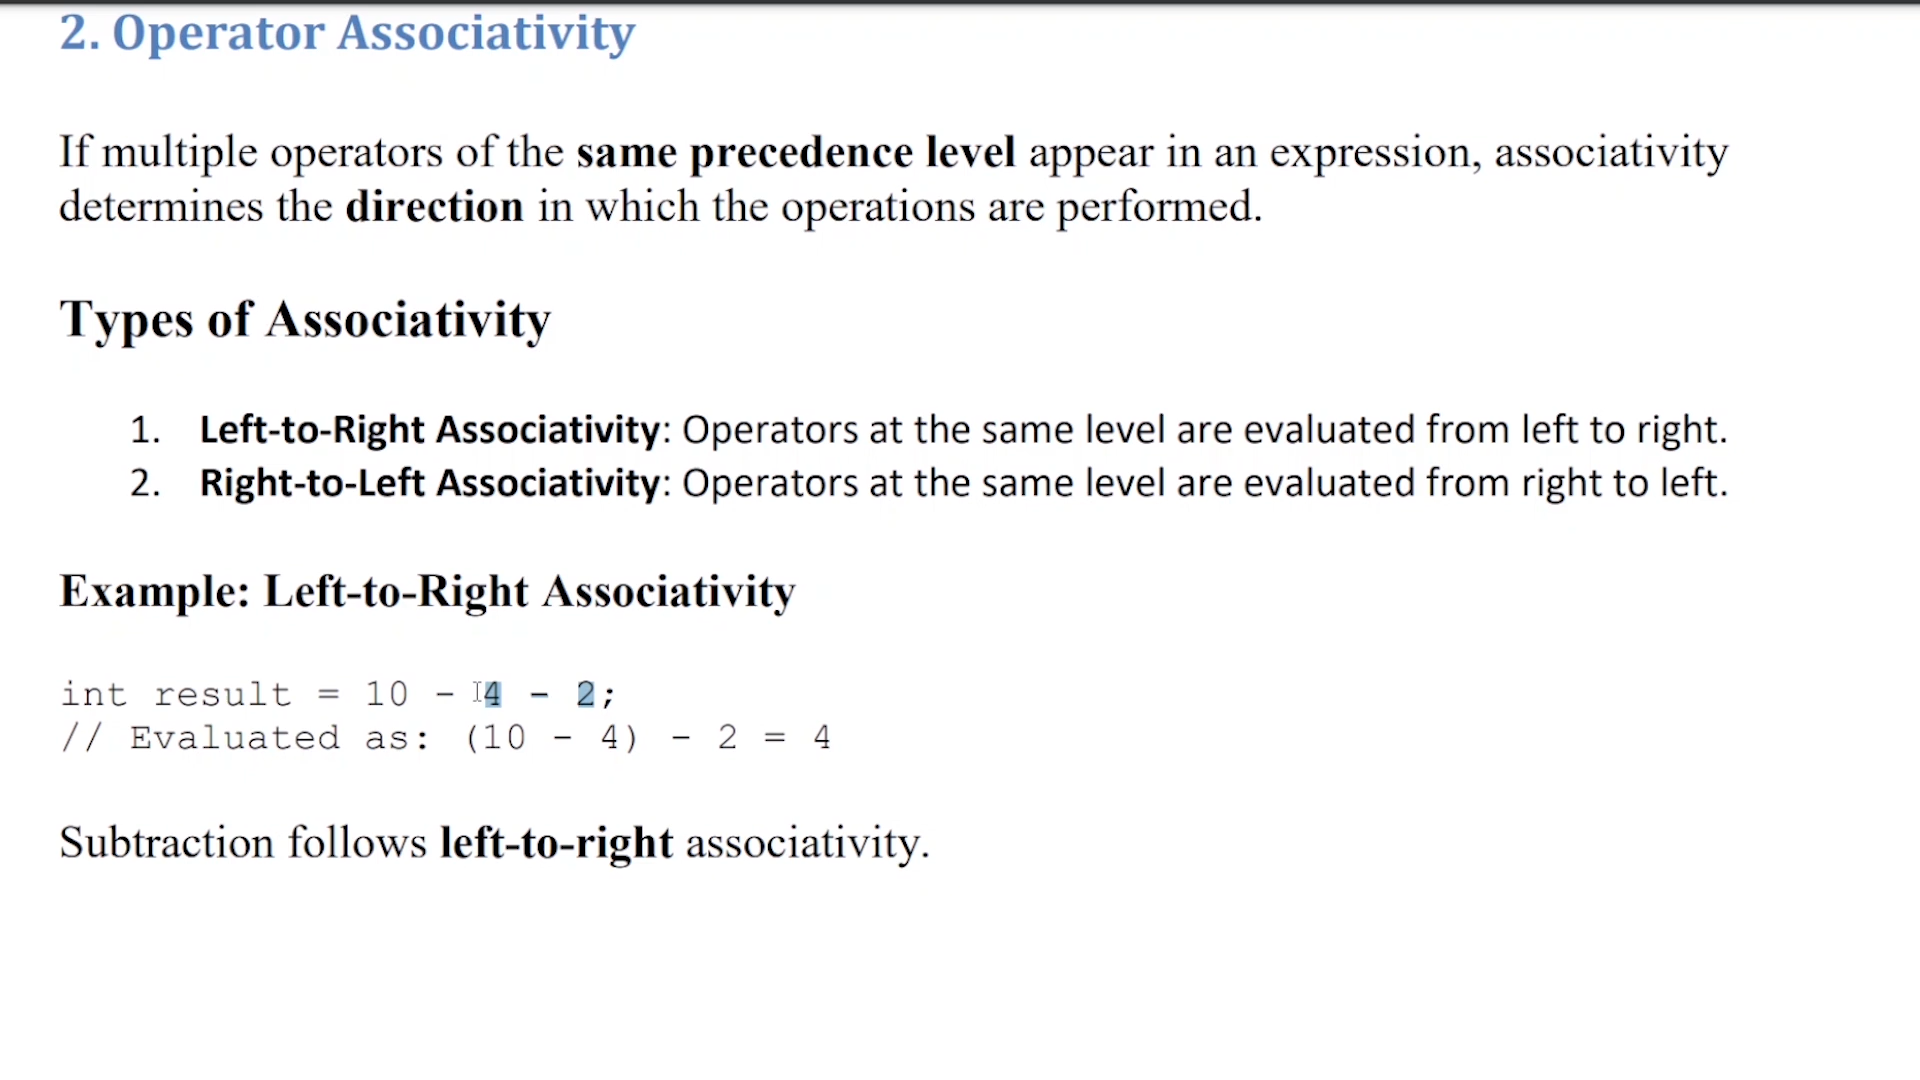 2. Operator Associativity
If multiple operators of the same precedence level appear in an expression, associativity
determines the direction in which the operations are performed.
Types of Associativity
1. Left-to-Right Associativity: Operators at the same level are evaluated from left to right.
2. Right-to-Left Associativity: Operators at the same level are evaluated from right to left.
Example: Left-to-Right Associativity
int result = 10 - 4 - 2;
// Evaluated as: (10 - 4) - 2 = 4
Subtraction follows left-to-right associativity.